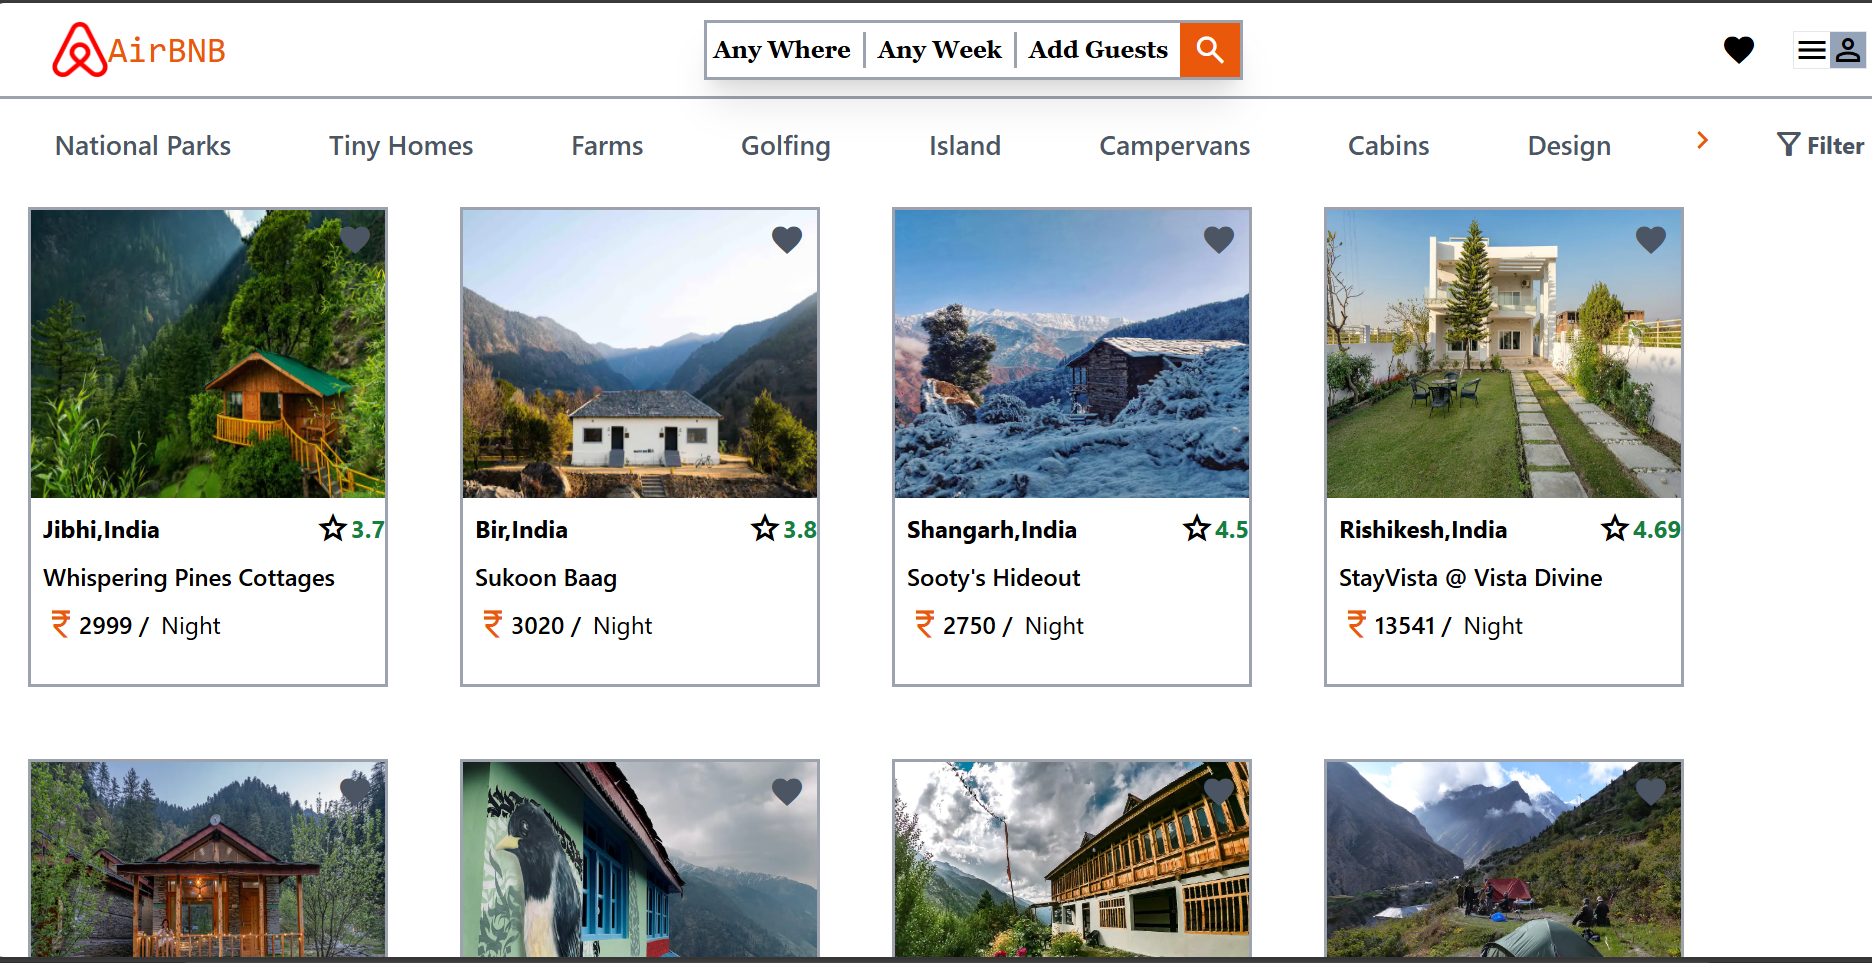 AirBNB
Any Where Any Week Add Guests
National Parks Tiny Homes Farms Golfing Island Campervans Cabins Design Filter
Jibhi,India 3.7
Whispering Pines Cottages
₹ 2999 / Night
Bir,India 3.8
Sukoon Baag
₹ 3020 / Night
Shangarh,India 4.5
Sooty's Hideout
₹ 2750 / Night
Rishikesh,India 4.69
StayVista @ Vista Divine
₹ 13541 / Night